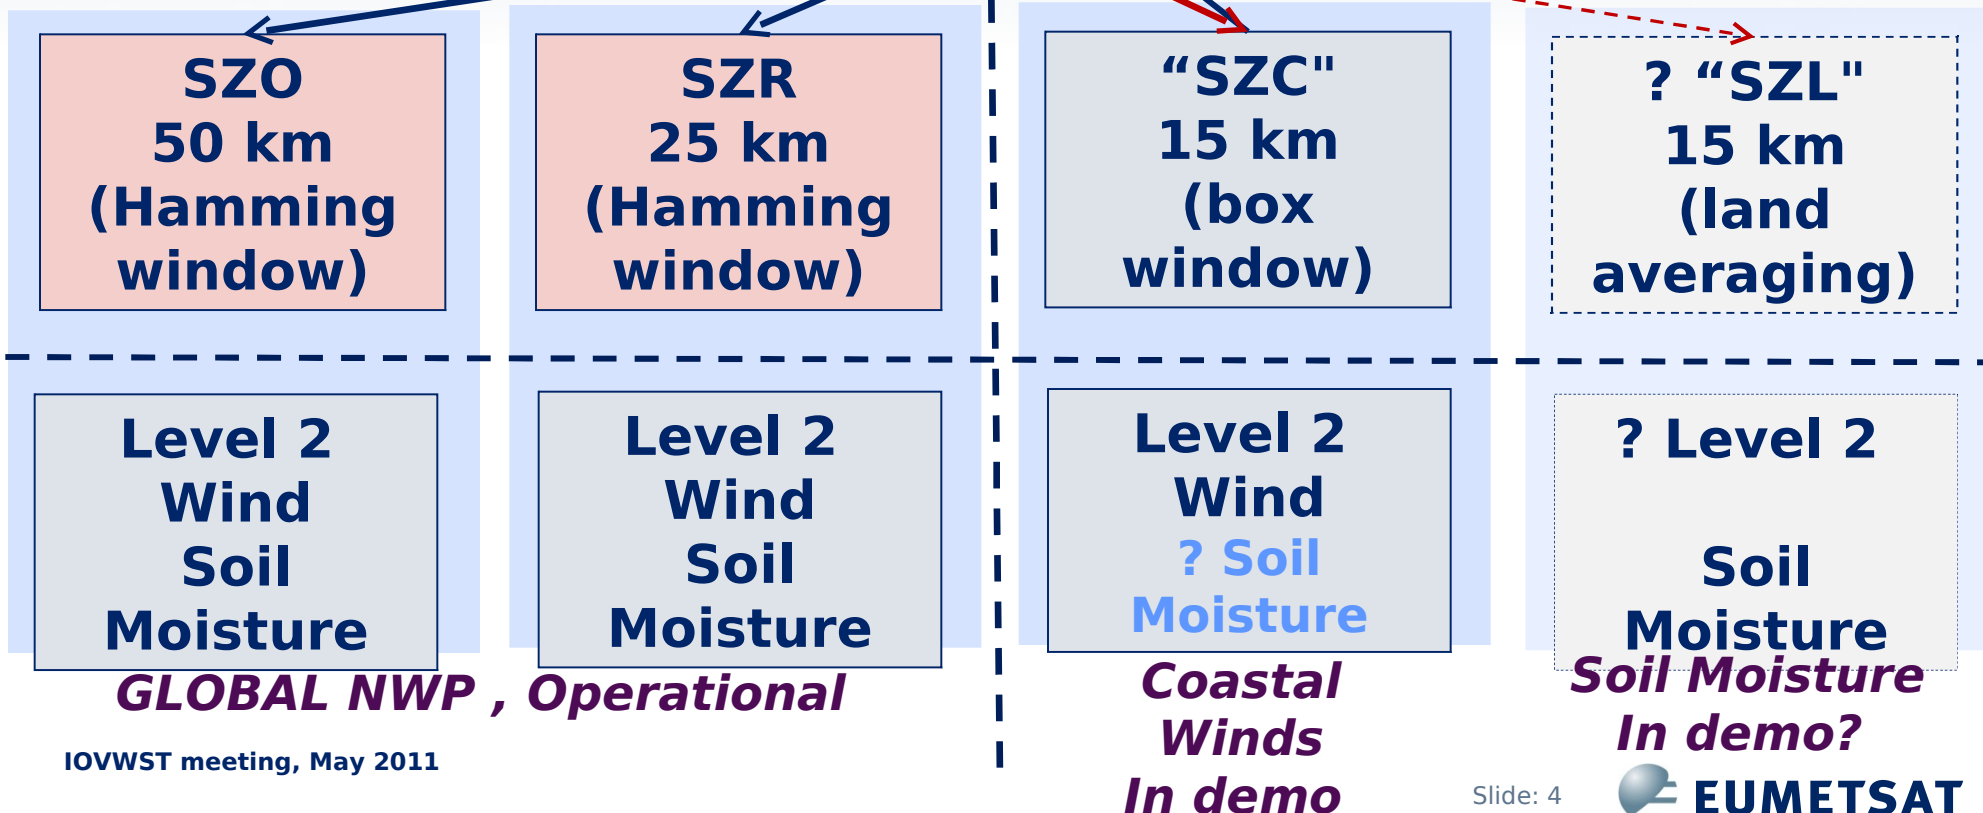 SZO
50 km
(Hamming
window)
SZR
25 km
(Hamming
window)
“SZC"
15 km
(box
window)
? “SZL"
15 km
(land
averaging)
Level 2
Wind
Soil
Moisture
Level 2
Wind
Soil
Moisture
Level 2
Wind
? Soil
Moisture
? Level 2
Soil
Moisture
GLOBAL NWP , Operational
Coastal
Winds
In demo
Soil Moisture
In demo?
IOVWST meeting, May 2011
Slide: 4
EUMETSAT